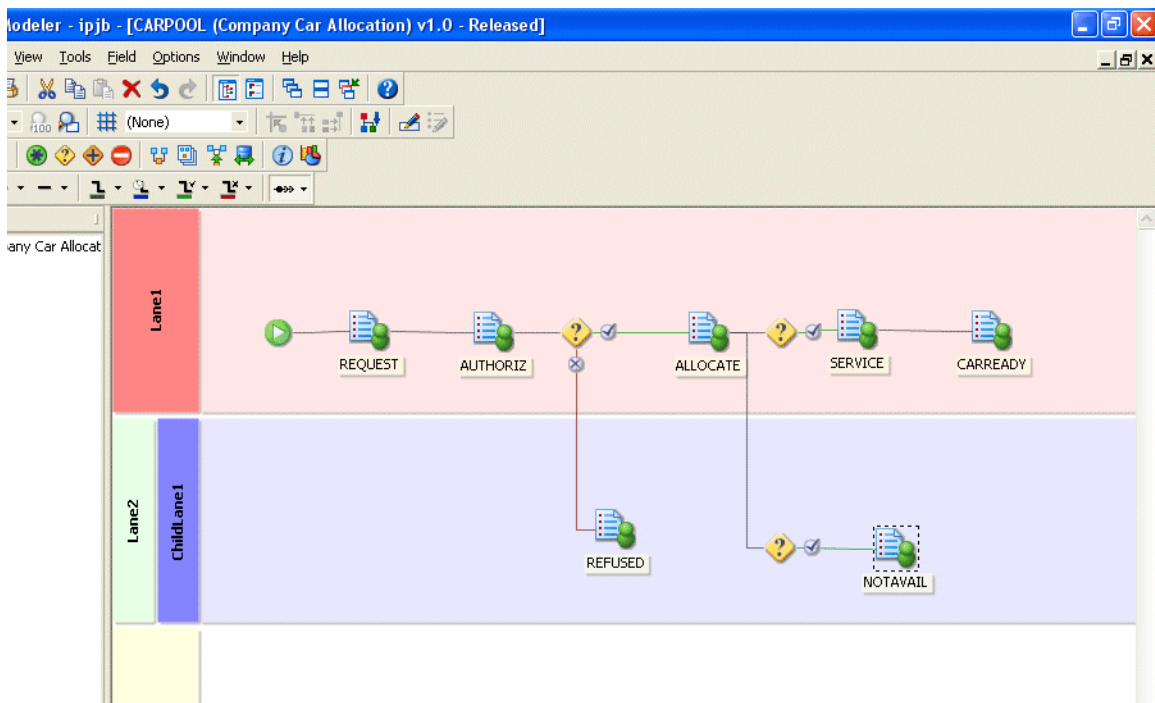 Modeler - ipjb - [CARPOOL (Company Car Allocation) v1.0 - Released]
View Tools Field Options Window Help
100 (None)
any Car Allocat
Lane1
REQUEST
AUTHORIZ
ALLOCATE
SERVICE
CARREADY
Lane2
ChildLane1
REFUSED
NOTAVAIL